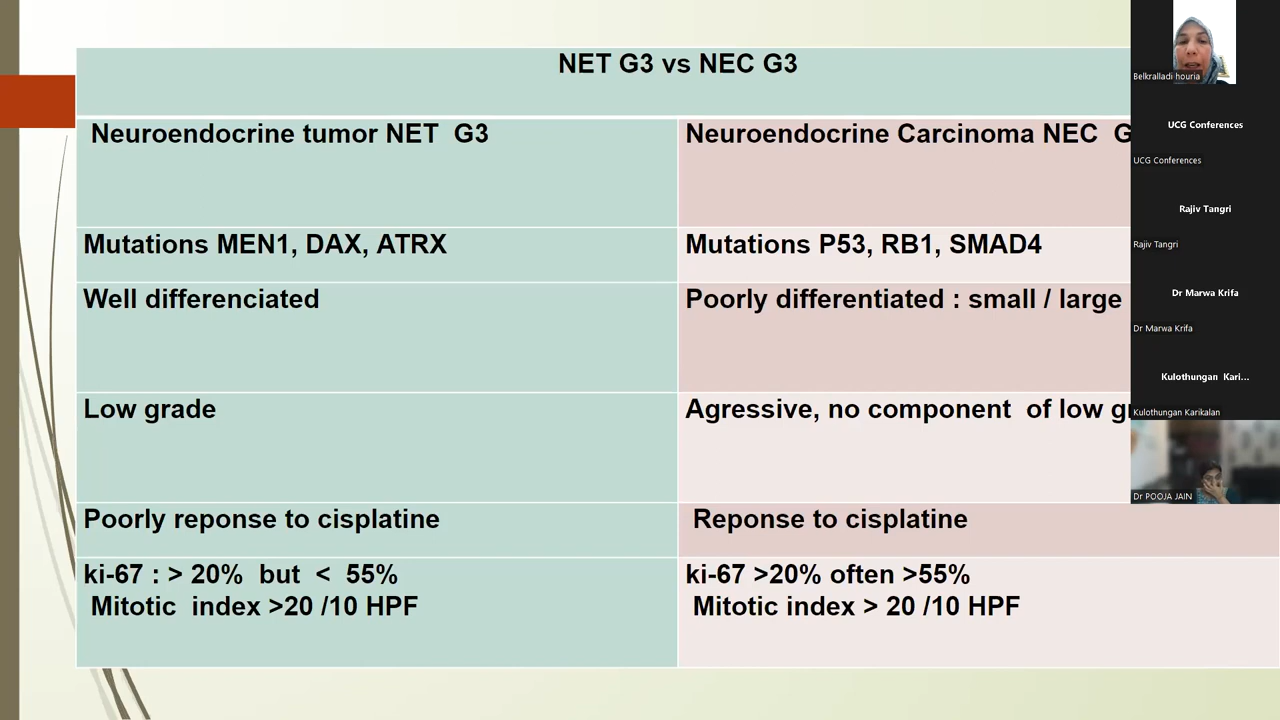 NET G3 vs NEC G3
Neuroendocrine tumor NET G3
Neuroendocrine Carcinoma NEC G
Mutations MEN1, DAX, ATRX
Mutations P53, RB1, SMAD4
Well differenciated
Poorly differentiated : small / large
Low grade
Agressive, no component of low gr
Poorly reponse to cisplatine
Reponse to cisplatine
ki-67 : > 20% but < 55%
Mitotic index >20 /10 HPF
ki-67 >20% often >55%
Mitotic index > 20 /10 HPF
Belkralladi houria
UCG Conferences
UCG Conferences
Rajiv Tangri
Rajiv Tangri
Dr Marwa Krifa
Dr Marwa Krifa
Kulothungan Kari...
Kulothungan Karikalan
Dr POOJA JAIN